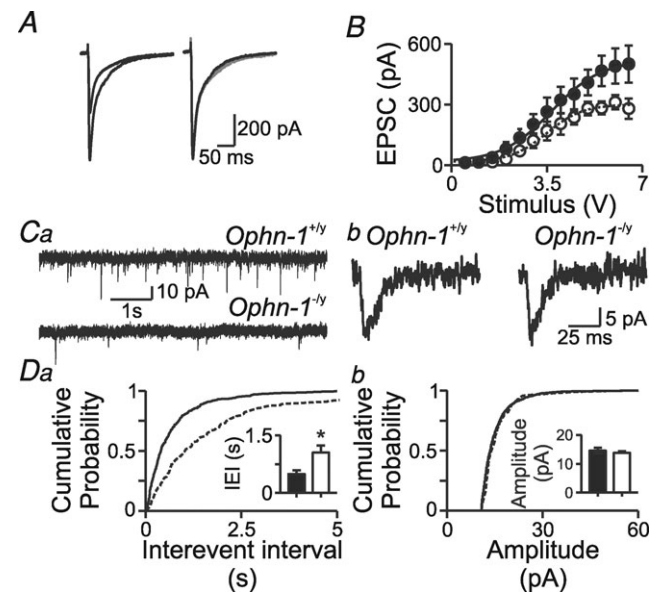 A
200 pA
50 ms
B
EPSC (pA)
600
300
0
0
3.5
7
Stimulus (V)
Ca
Ophn-1+/y
10 pA
1s
Ophn-1-/y
b
Ophn-1+/y
Ophn-1-/y
5 pA
25 ms
Da
Cumulative
Probability
1
0.5
0
0
2.5
5
Interevent interval
(s)
IEI (s)
1.5
0
*
b
Cumulative
Probability
1
0.5
0
0
30
60
Amplitude
(pA)
Amplitude
(pA)
20
10
0